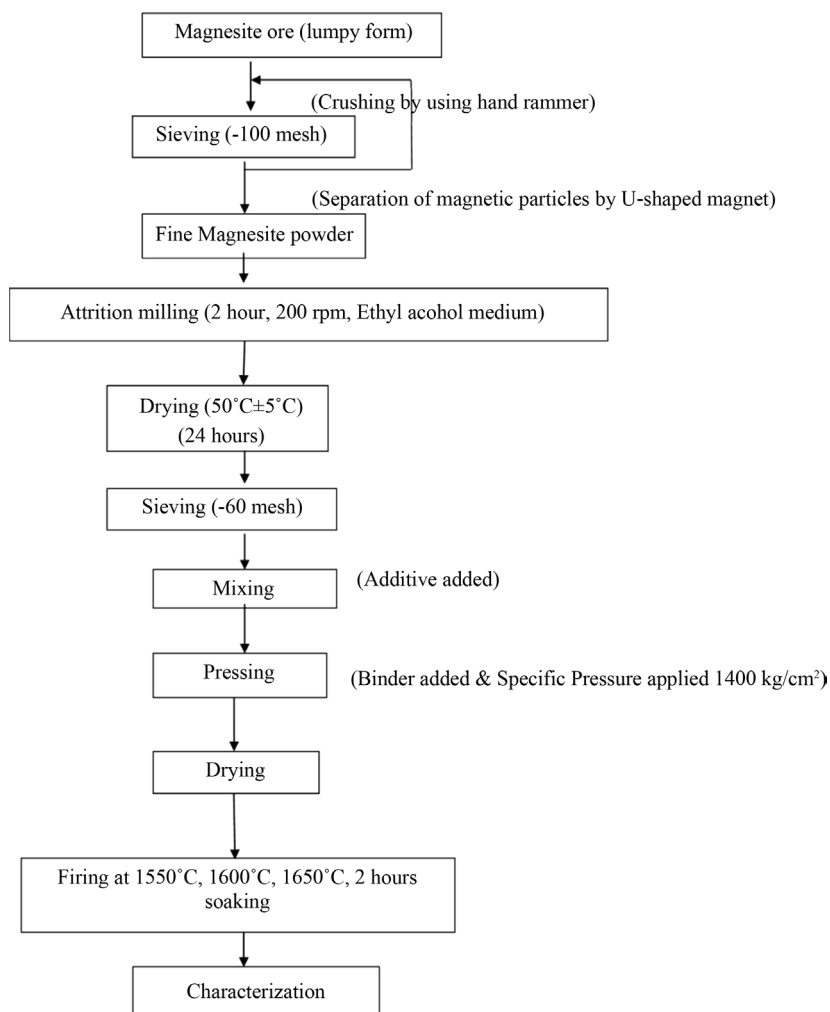 Magnesite ore (lumpy form)
(Crushing by using hand rammer)
Sieving (-100 mesh)
(Separation of magnetic particles by U-shaped magnet)
Fine Magnesite powder
Attrition milling (2 hour, 200 rpm, Ethyl acohol medium)
Drying (50˚C±5˚C)
(24 hours)
Sieving (-60 mesh)
Mixing
(Additive added)
Pressing
(Binder added & Specific Pressure applied 1400 kg/cm²)
Drying
Firing at 1550˚C, 1600˚C, 1650˚C, 2 hours
soaking
Characterization